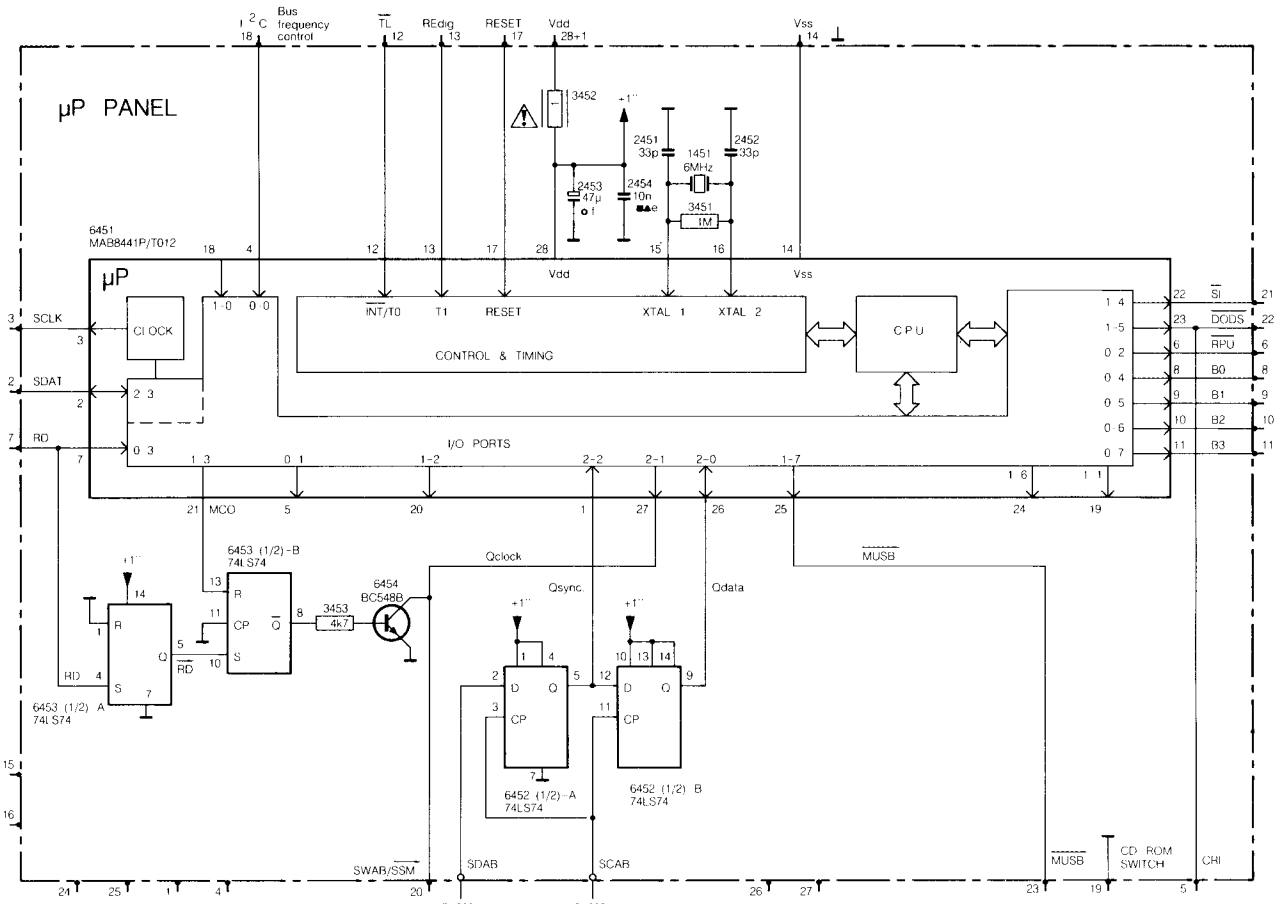 I 2C Bus frequency control
TL REdig RESET Vdd Vss
18 12 13 17 28+1 14
µP PANEL
3452
+1"
2451 33p
2452 33p
1451 6MHz
2453 47µ
2454 10n
3451 1M
6451
MAB8441P/T012
18 4 12 13 17 28 15 16 14
µP
Vdd Vss
1-0 0-0
INT/T0 T1 RESET XTAL 1 XTAL 2
CONTROL & TIMING
CPU
CLOCK
3 SCLK 3
2 SDAT 2
2 3
7 RD 7
0 3
I/O PORTS
1 4 22 SI 21
1-5 23 DODS 22
0 2 6 RPU 6
0 4 8 B0 8
0 5 9 B1 9
0-6 10 B2 10
0 7 11 B3 11
1 3 0 1 1-2 2-2 2-1 2-0 1-7 1 6 1 1
21 MCO 5 20 1 27 26 25 24 19
6453 (1/2)-B
74LS74
Qclock
MUSB
6454
BC548B
Qsync.
Qdata
+1"
14
R
1
Q
5
RD
RD 4
S
7
6453 (1/2) A
74LS74
13 R
11 CP
Q 8
10 S
3453
4k7
+1"
1 4
2 D Q 5
3 CP
7
6452 (1/2)-A
74LS74
+1"
10 13 14
12 D Q 9
11 CP
6452 (1/2) B
74LS74
15
16
SWAB/SSM
SDAB
SCAB
MUSB
CD ROM
SWITCH
CRI
24 25 1 4 20 26 27 23 19 5